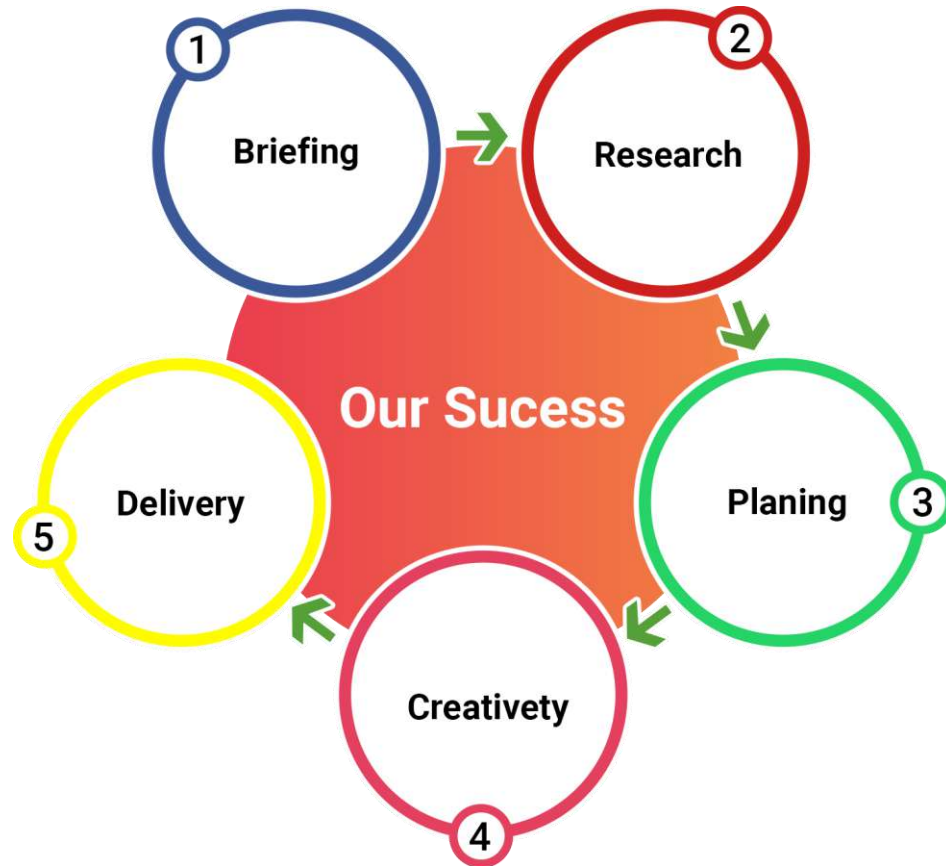 1
Briefing
2
Research
3
Planing
4
Creativety
5
Delivery
Our Sucess